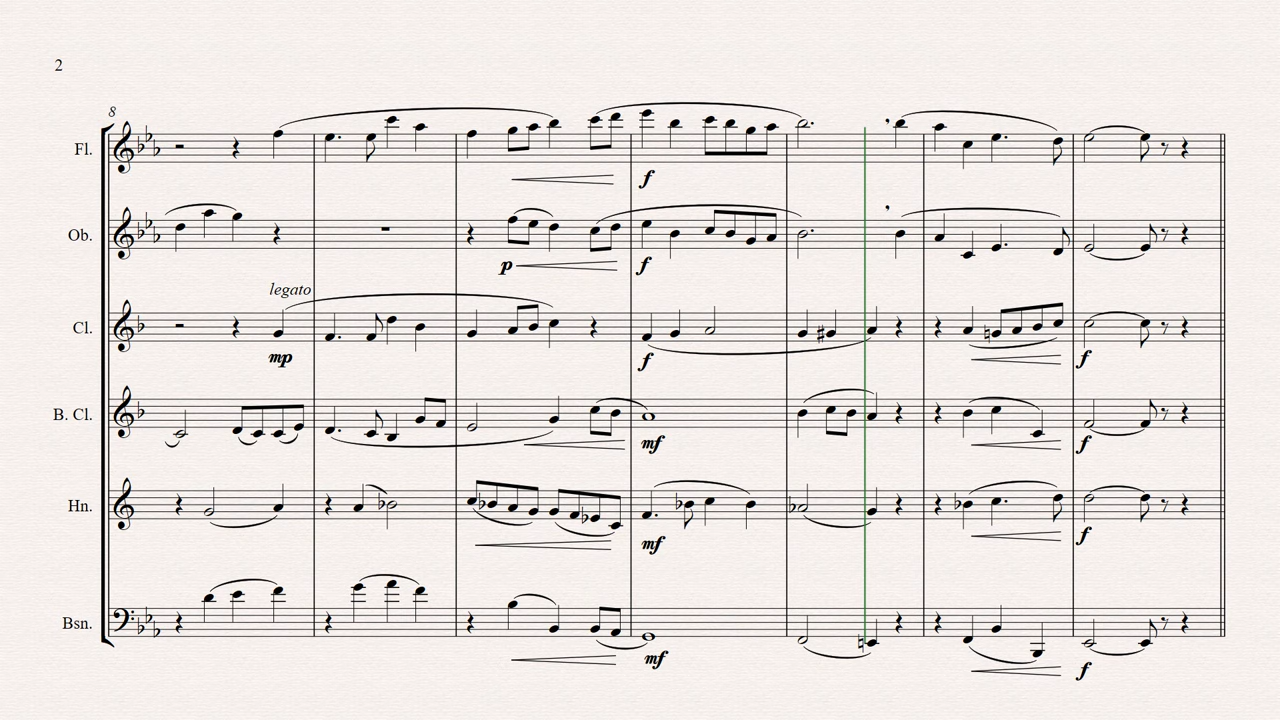 2
8
Fl.
f
Ob.
p f
legato
Cl.
mp f f
B. Cl.
mf f
Hn.
mf f
Bsn.
mf f